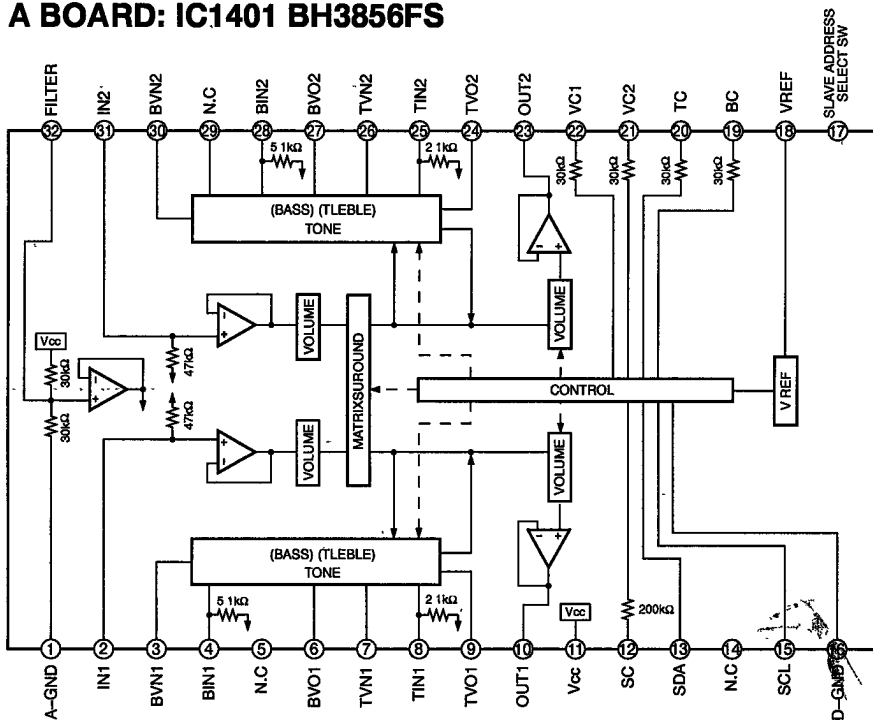 A BOARD: IC1401 BH3856FS
FILTER
IN2
BVN2
N.C
BIN2
BVO2
TVN2
TIN2
TVO2
OUT2
VC1
VC2
TC
BC
VREF
SLAVE ADDRESS
SELECT SW
32
31
30
29
28
27
26
25
24
23
22
21
20
19
18
17
5 1kΩ
2 1kΩ
30kΩ
30kΩ
30kΩ
30kΩ
(BASS) (TLEBLE)
TONE
- +
VOLUME
VOLUME
-
+
Vcc
30kΩ
47kΩ
-
+
MATRIXSUROUND
CONTROL
V REF
30kΩ
47kΩ
+
-
VOLUME
VOLUME
(BASS) (TLEBLE)
TONE
- +
5 1kΩ
2 1kΩ
Vcc
200kΩ
1
2
3
4
5
6
7
8
9
10
11
12
13
14
15
16
A-GND
IN1
BVN1
BIN1
N.C
BVO1
TVN1
TIN1
TVO1
OUT1
Vcc
SC
SDA
N.C
SCL
D-GND